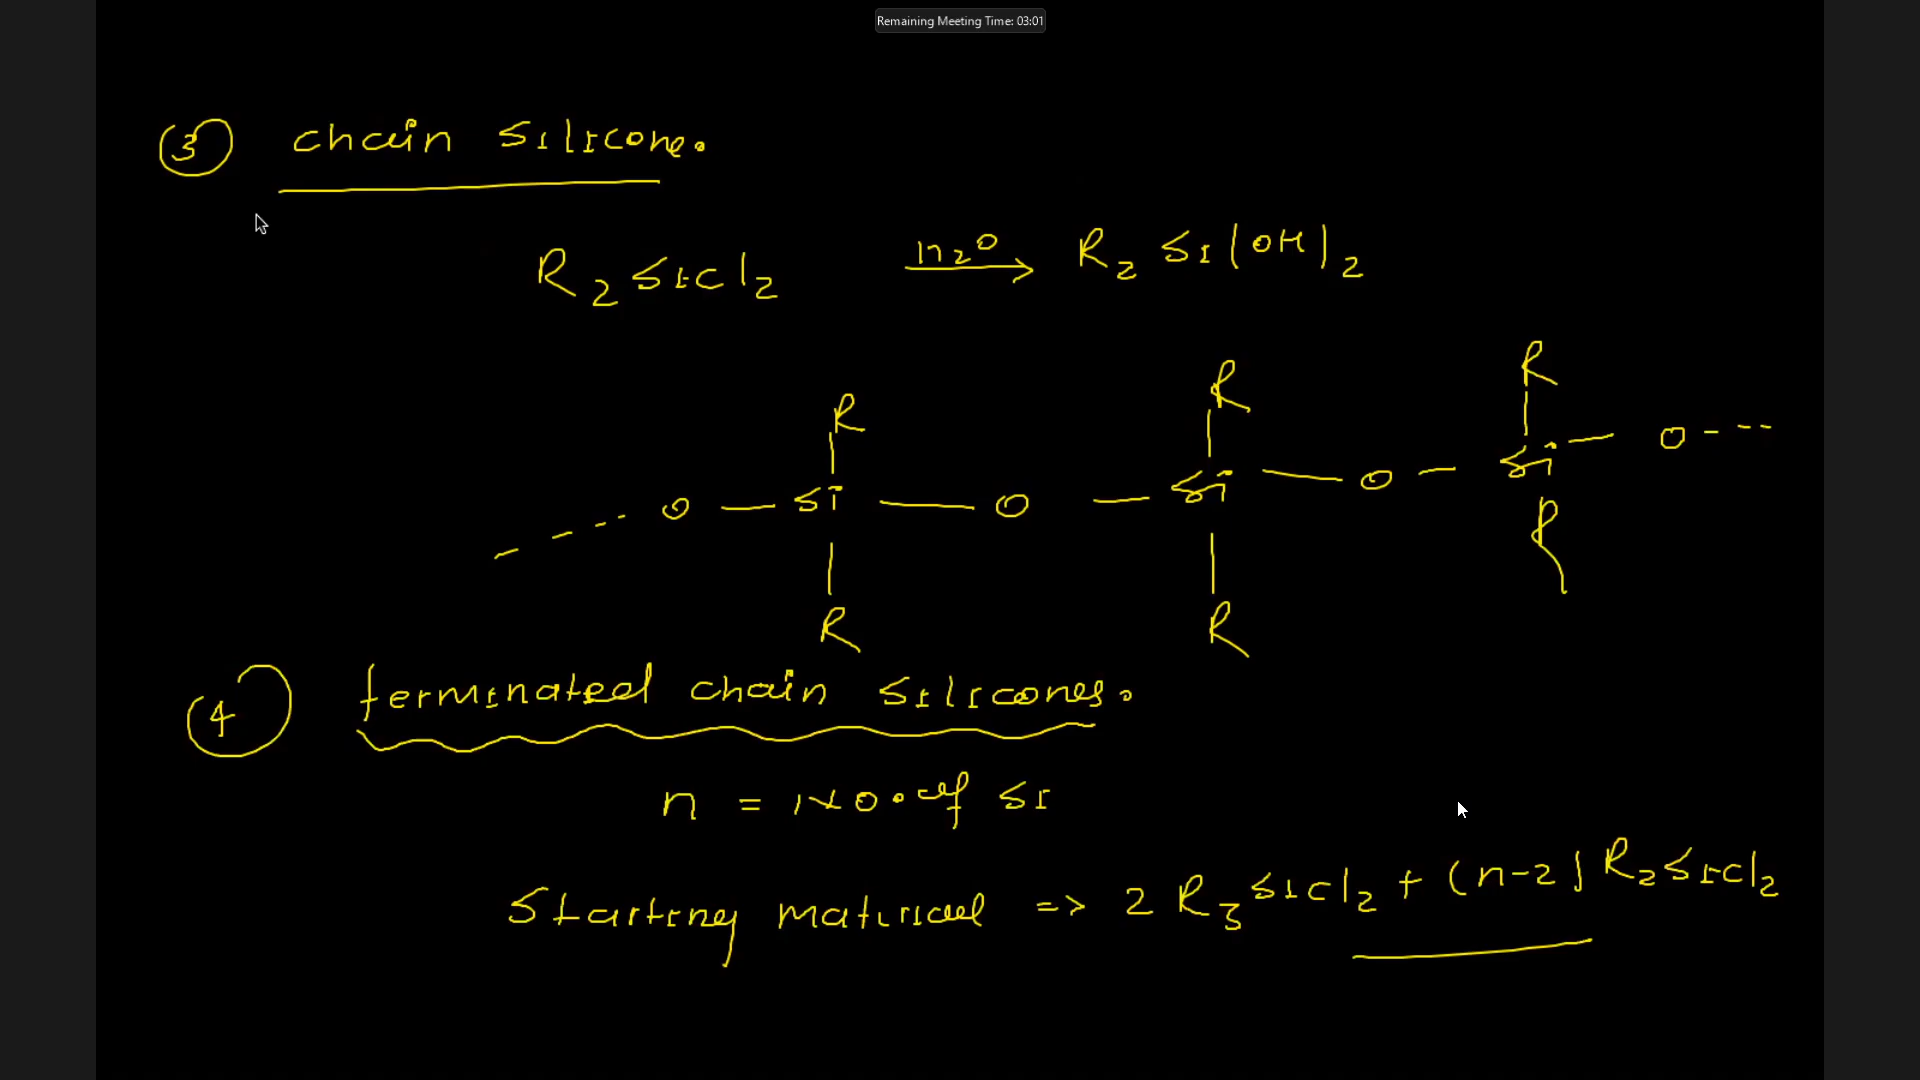 Remaining Meeting Time: 03:01
③ chain silicone.
R₂SiCl₂ H₂O → R₂Si(OH)₂
R R R
--- O — Si — O — Si — O — Si — O ---
R R R
④ terminated chain silicones.
n = No. of Si
Starting material => 2 R₃SiCl₂ + (n-2) R₂SiCl₂